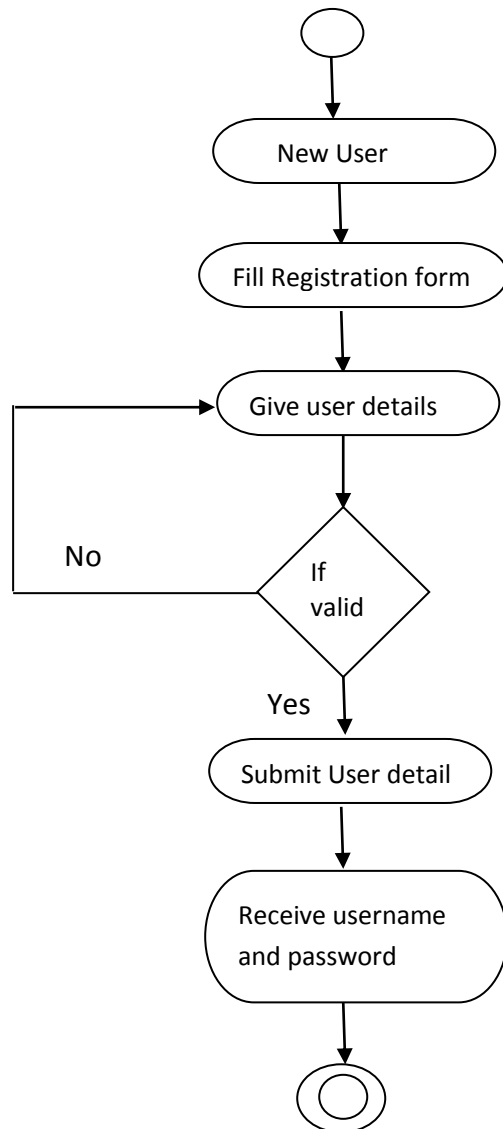 New User
Fill Registration form
Give user details
No
If
valid
Yes
Submit User detail
Receive username
and password